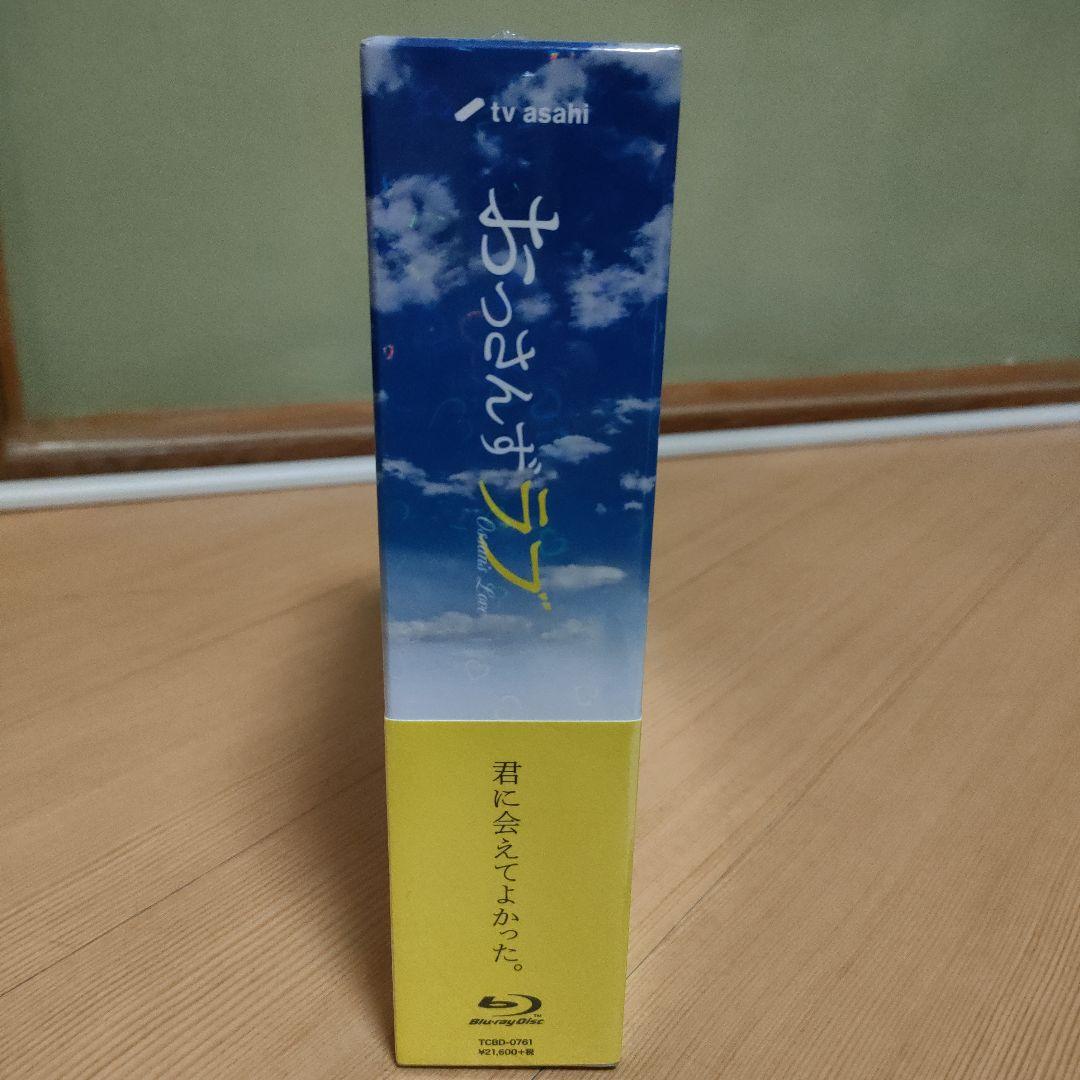 tv asahi
おっさんずラブ
Ossan's Love
君に会えてよかった。
Blu-ray Disc™
TCBD-0761
¥21,600+税